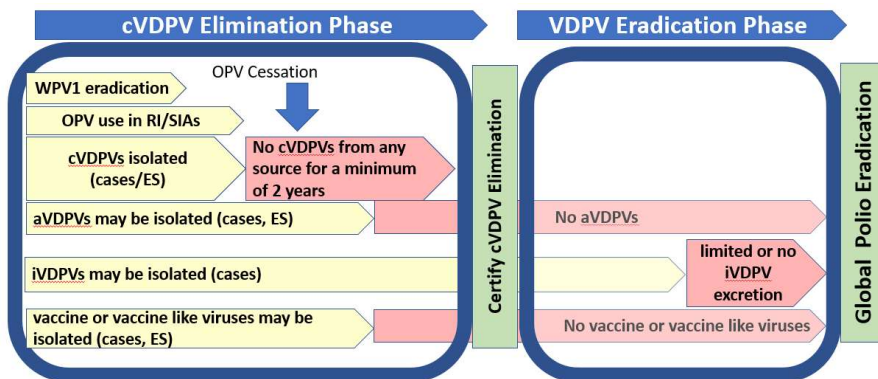 cVDPV Elimination Phase
VDPV Eradication Phase
OPV Cessation
WPV1 eradication
OPV use in RI/SIAs
cVDPVs isolated
(cases/ES)
No cVDPVs from any
source for a minimum
of 2 years
aVDPVs may be isolated (cases, ES)
No aVDPVs
iVDPVs may be isolated (cases)
limited or no
iVDPV
excretion
vaccine or vaccine like viruses may be
isolated (cases, ES)
No vaccine or vaccine like viruses
Certify cVDPV Elimination
Global Polio Eradication